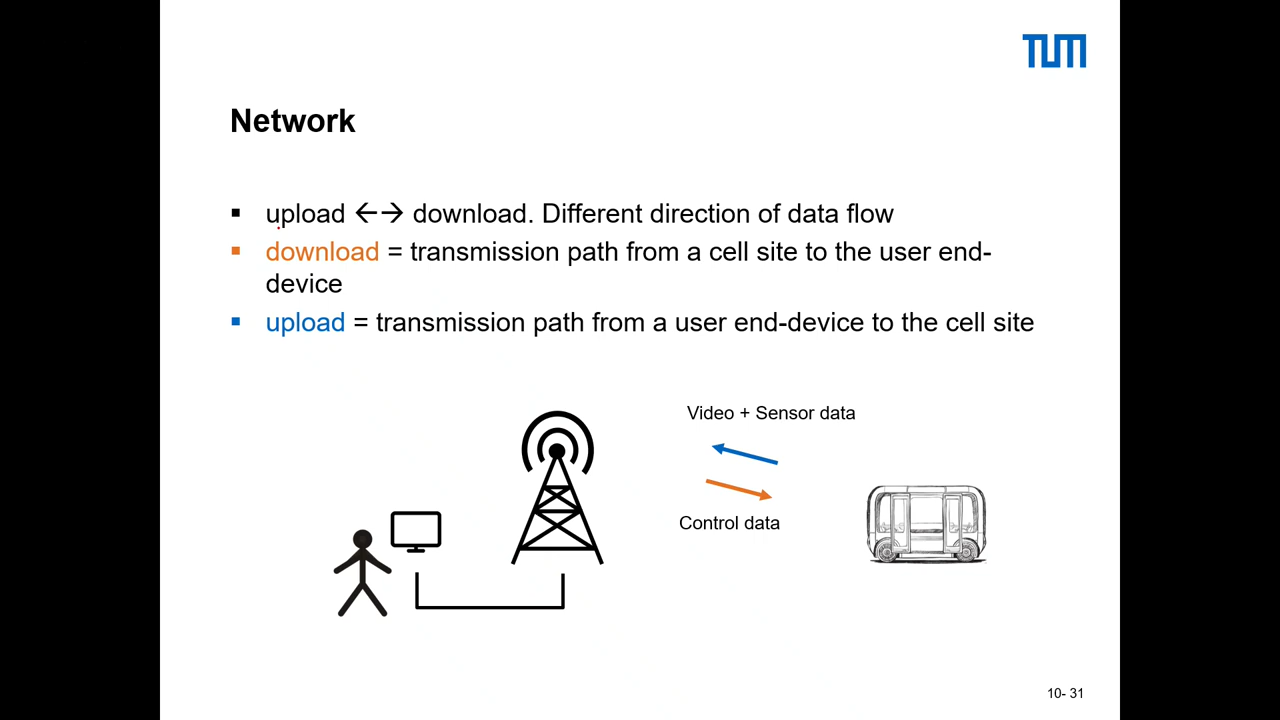 TUM
Network
▪ upload ←→ download. Different direction of data flow
▪ download = transmission path from a cell site to the user end-
device
▪ upload = transmission path from a user end-device to the cell site
Video + Sensor data
Control data
10- 31